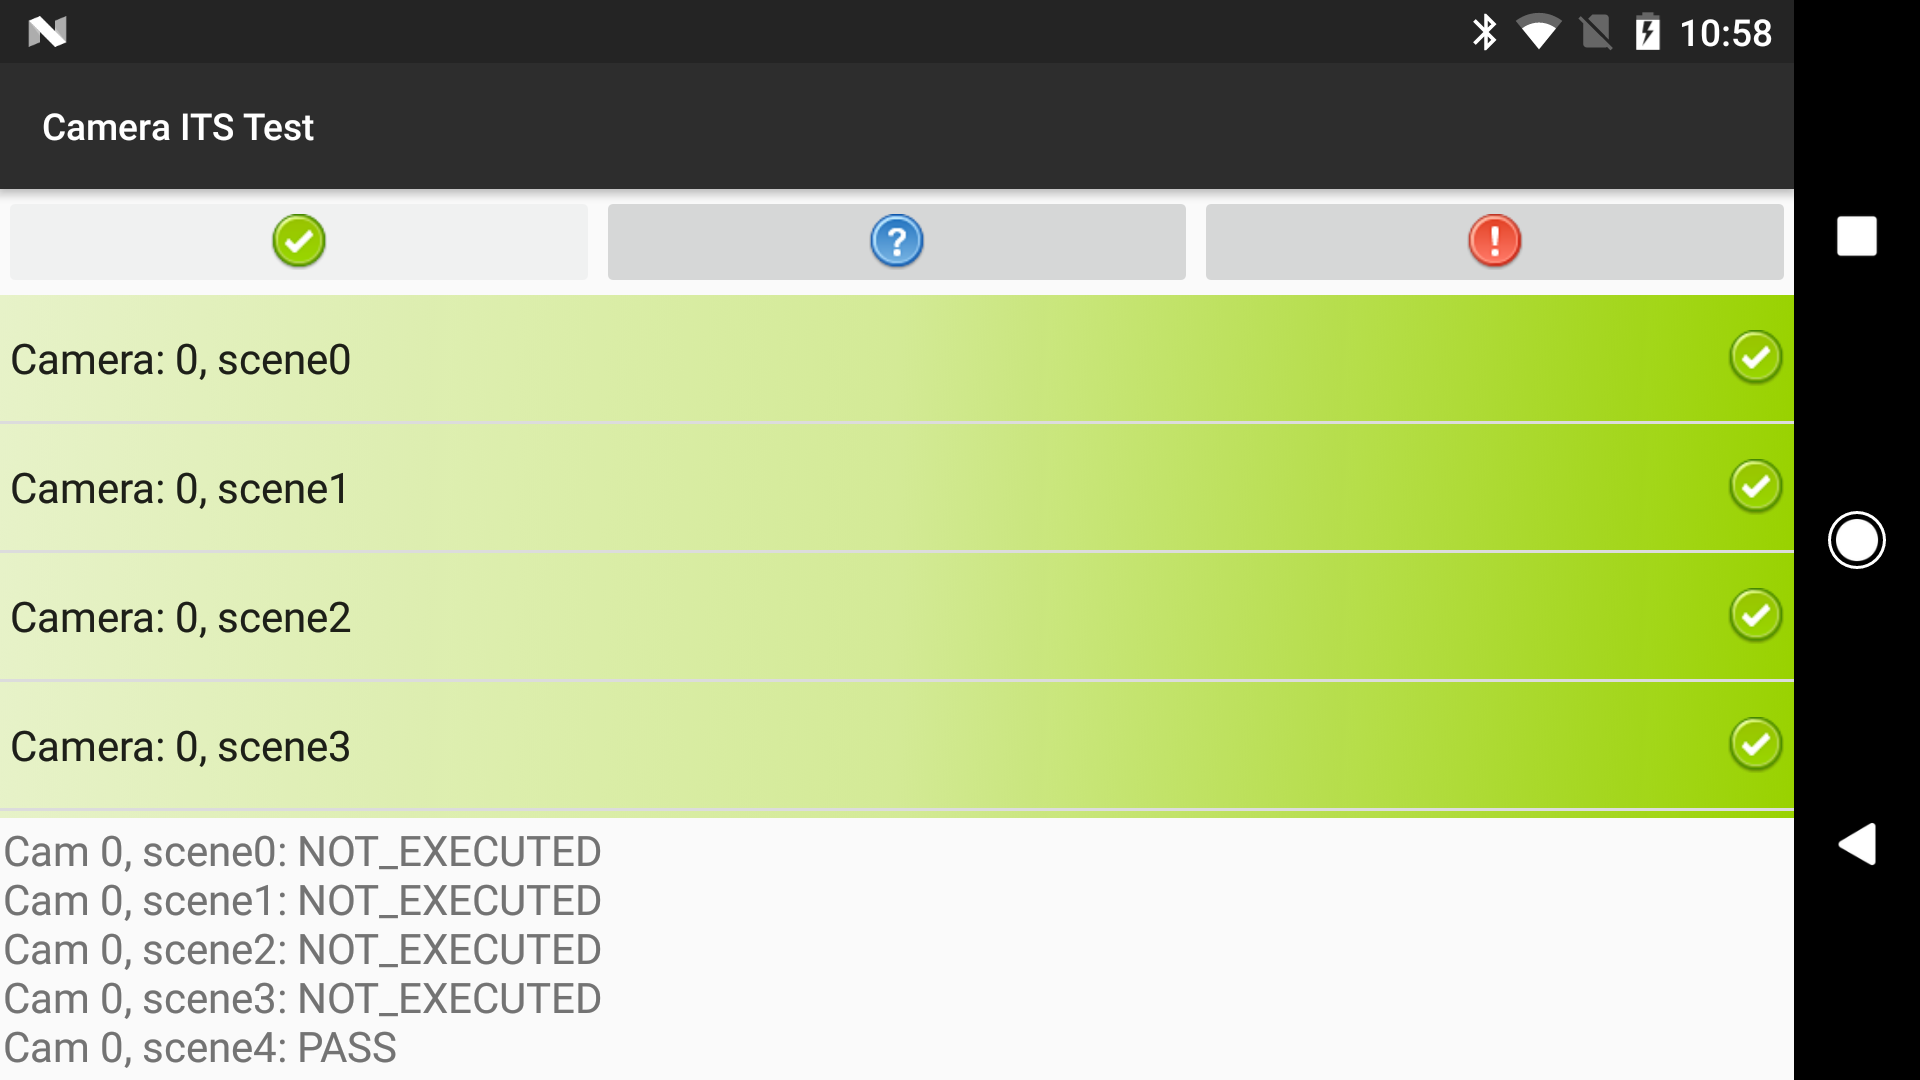 10:58
Camera ITS Test
Camera: 0, scene0
Camera: 0, scene1
Camera: 0, scene2
Camera: 0, scene3
Cam 0, scene0: NOT_EXECUTED
Cam 0, scene1: NOT_EXECUTED
Cam 0, scene2: NOT_EXECUTED
Cam 0, scene3: NOT_EXECUTED
Cam 0, scene4: PASS